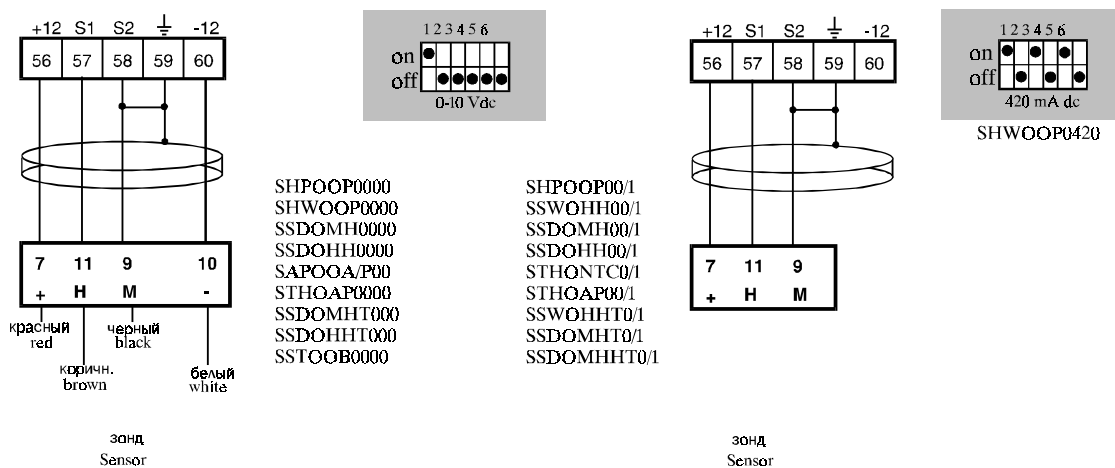 +12 S1 S2 -12
56 57 58 59 60
7 11 9 10
+ H M -
красный
red
черный
black
коричн.
brown
белый
white
зонд
Sensor
1 2 3 4 5 6
on
off
0-10 Vdc
SHPOOP0000
SHWOOP0000
SSDOMH0000
SSDOHH0000
SAPOOA/P00
STHOAP0000
SSDOMHT000
SSDOHHT000
SSTOOB0000
SHPOOP00/1
SSWOHH00/1
SSDOMH00/1
SSDOHH00/1
STHONTC0/1
STHOAP00/1
SSWOHHT0/1
SSDOMHT0/1
SSDOMHHT0/1
+12 S1 S2 -12
56 57 58 59 60
7 11 9
+ H M
зонд
Sensor
1 2 3 4 5 6
on
off
420 mA dc
SHWOOP0420